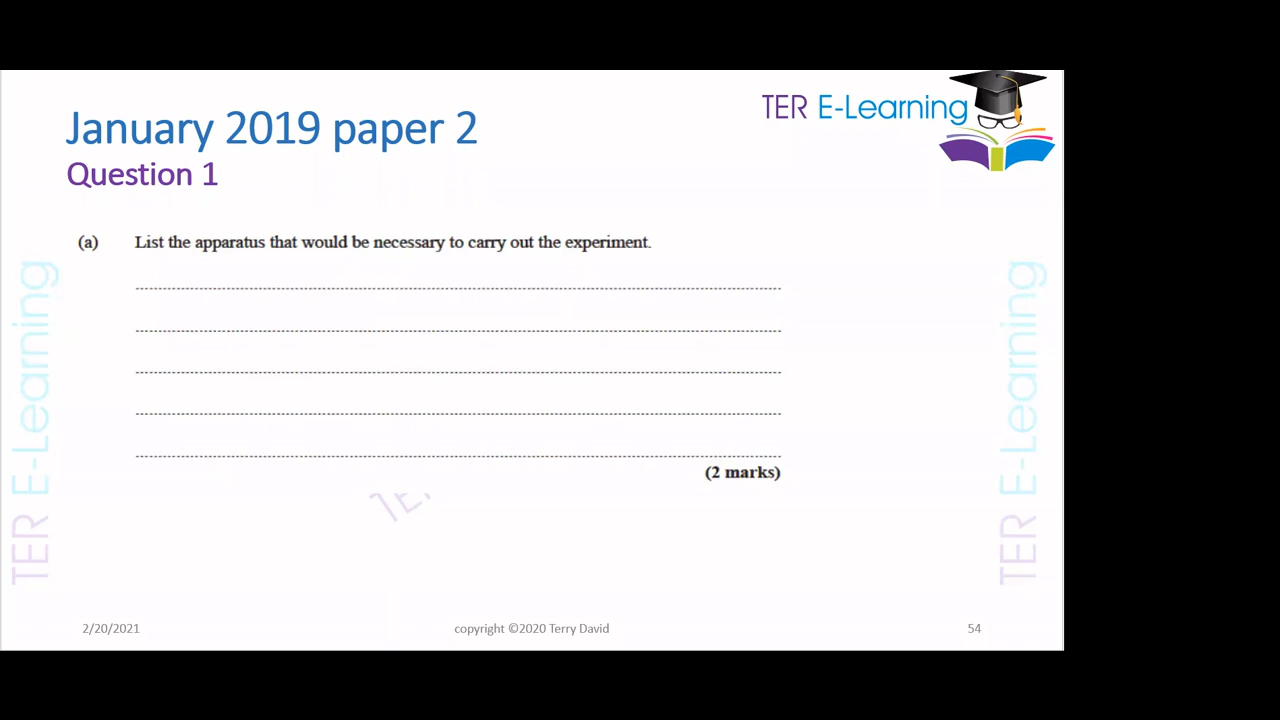 TER E-Learning
January 2019 paper 2
Question 1
(a) List the apparatus that would be necessary to carry out the experiment.
(2 marks)
TER E-Learning
TER E-Learning
TER
2/20/2021
copyright ©2020 Terry David
54